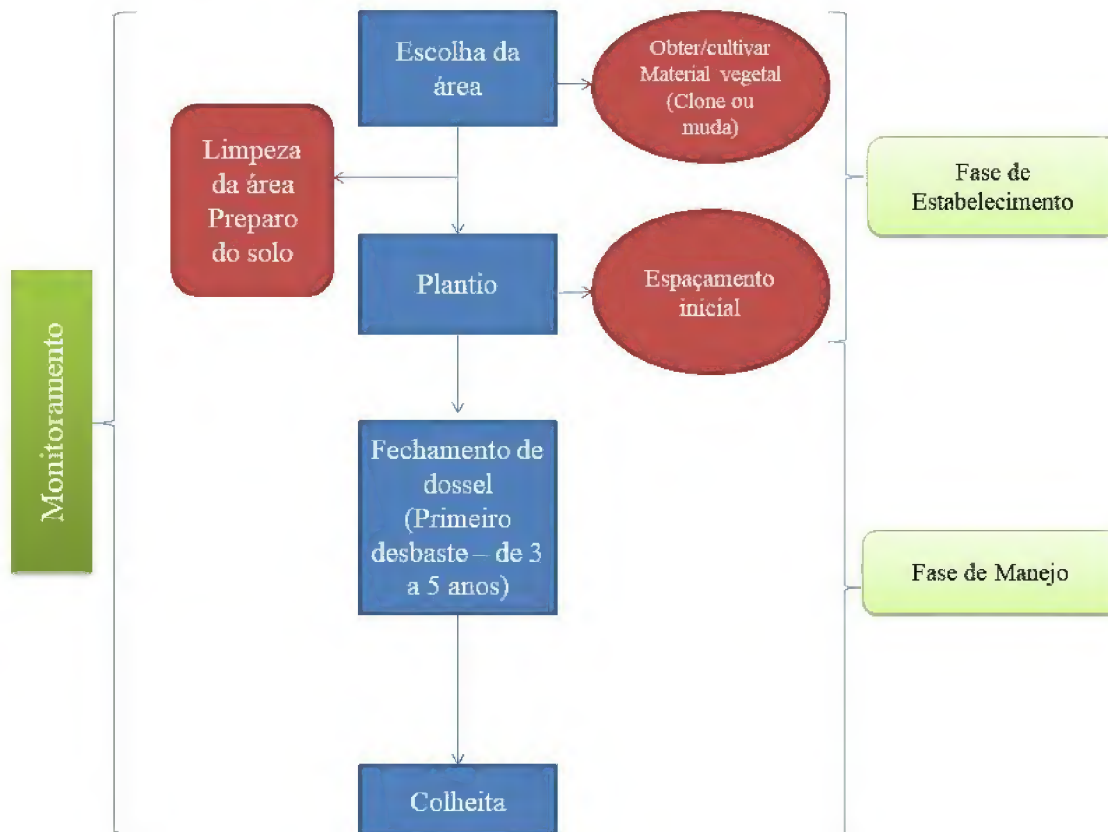 Escolha da
área
Obter/cultivar
Material vegetal
(Clone ou
muda)
Limpeza
da área
Preparo
do solo
Fase de
Estabelecimento
Plantio
Espaçamento
inicial
Monitoramento
Fechamento de
dossel
(Primeiro
desbaste – de 3
a 5 anos)
Fase de Manejo
Colheita